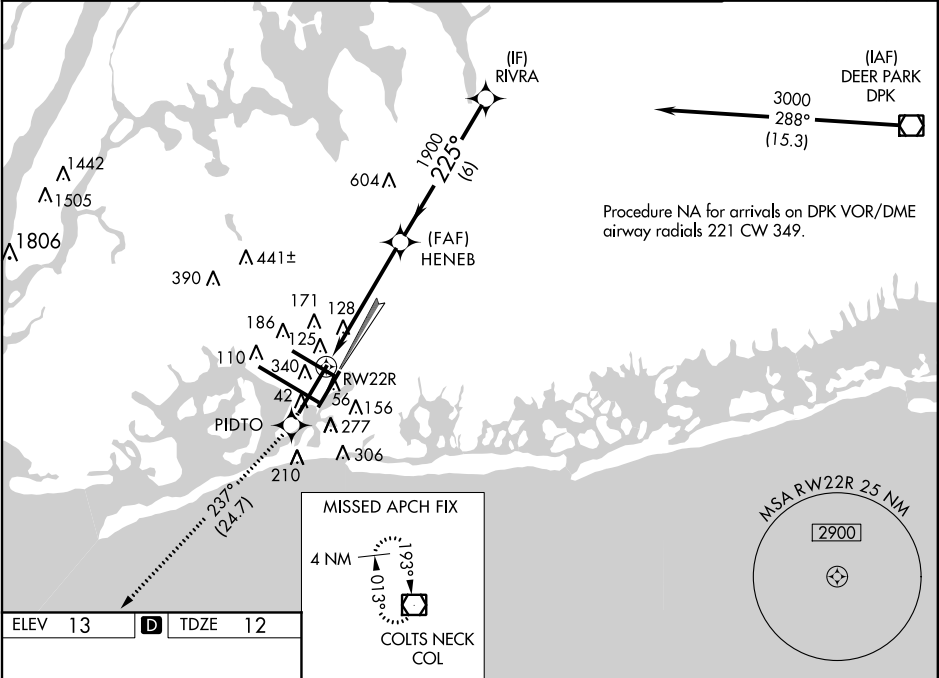 (IF)
RIVRA
(IAF)
DEER PARK
DPK
3000
288°
(15.3)
1900
225°
(6)
1442
1505
604
Procedure NA for arrivals on DPK VOR/DME
airway radials 221 CW 349.
1806
(FAF)
HENEB
441±
390
171
128
186
125
110
340
RW22R
42
56
156
PIDTO
277
306
210
237°
(24.7)
MISSED APCH FIX
4 NM
193°
013°
COLTS NECK
COL
MSA RW22R 25 NM
2900
ELEV 13 D TDZE 12